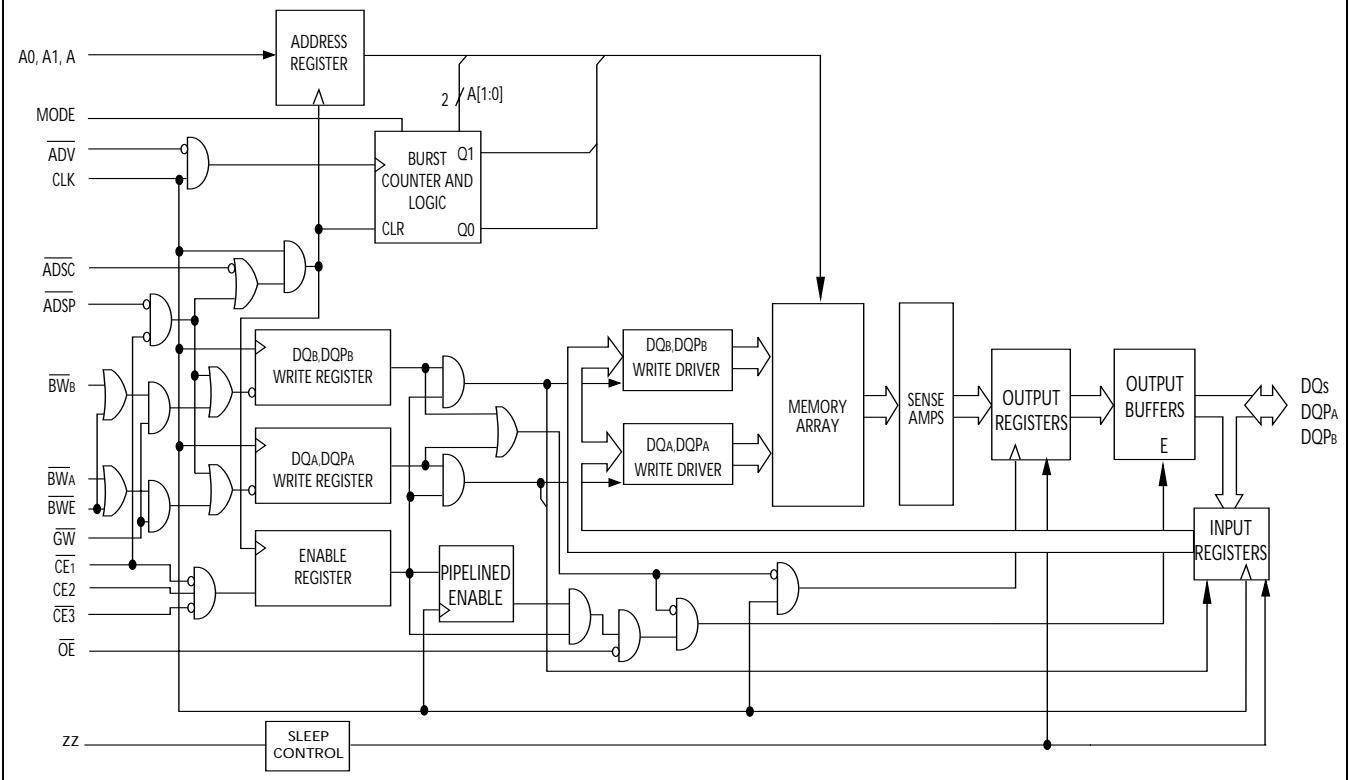 A0, A1, A
ADDRESS
REGISTER
2
A[1:0]
MODE
ADV
CLK
BURST
COUNTER AND
LOGIC
Q1
CLR
Q0
ADSC
ADSP
DQB,DQPB
WRITE REGISTER
DQB,DQPB
WRITE DRIVER
BWB
MEMORY
ARRAY
SENSE
AMPS
OUTPUT
REGISTERS
OUTPUT
BUFFERS
E
DQs
DQPA
DQPB
DQA,DQPA
WRITE REGISTER
DQA,DQPA
WRITE DRIVER
BWA
BWE
GW
CE1
CE2
CE3
ENABLE
REGISTER
PIPELINED
ENABLE
INPUT
REGISTERS
OE
ZZ
SLEEP
CONTROL